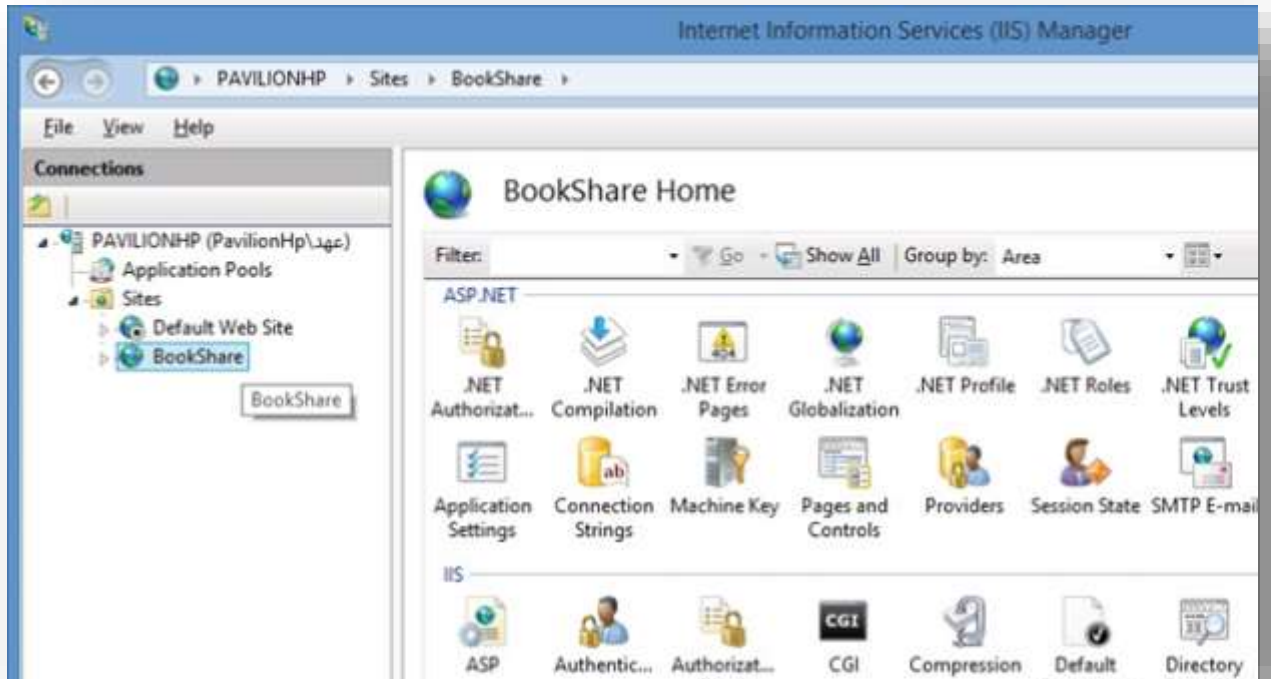 Internet Information Services (IIS) Manager
PAVILIONHP Sites BookShare
File View Help
Connections
PAVILIONHP (PavilionHp\عهد)
Application Pools
Sites
Default Web Site
BookShare
BookShare
BookShare Home
Filter: Go Show All Group by: Area
ASP.NET
.NET Authorizat... .NET Compilation .NET Error Pages .NET Globalization .NET Profile .NET Roles .NET Trust Levels
Application Settings Connection Strings Machine Key Pages and Controls Providers Session State SMTP E-mail
IIS
ASP Authentic... Authorizat... CGI Compression Default Directory